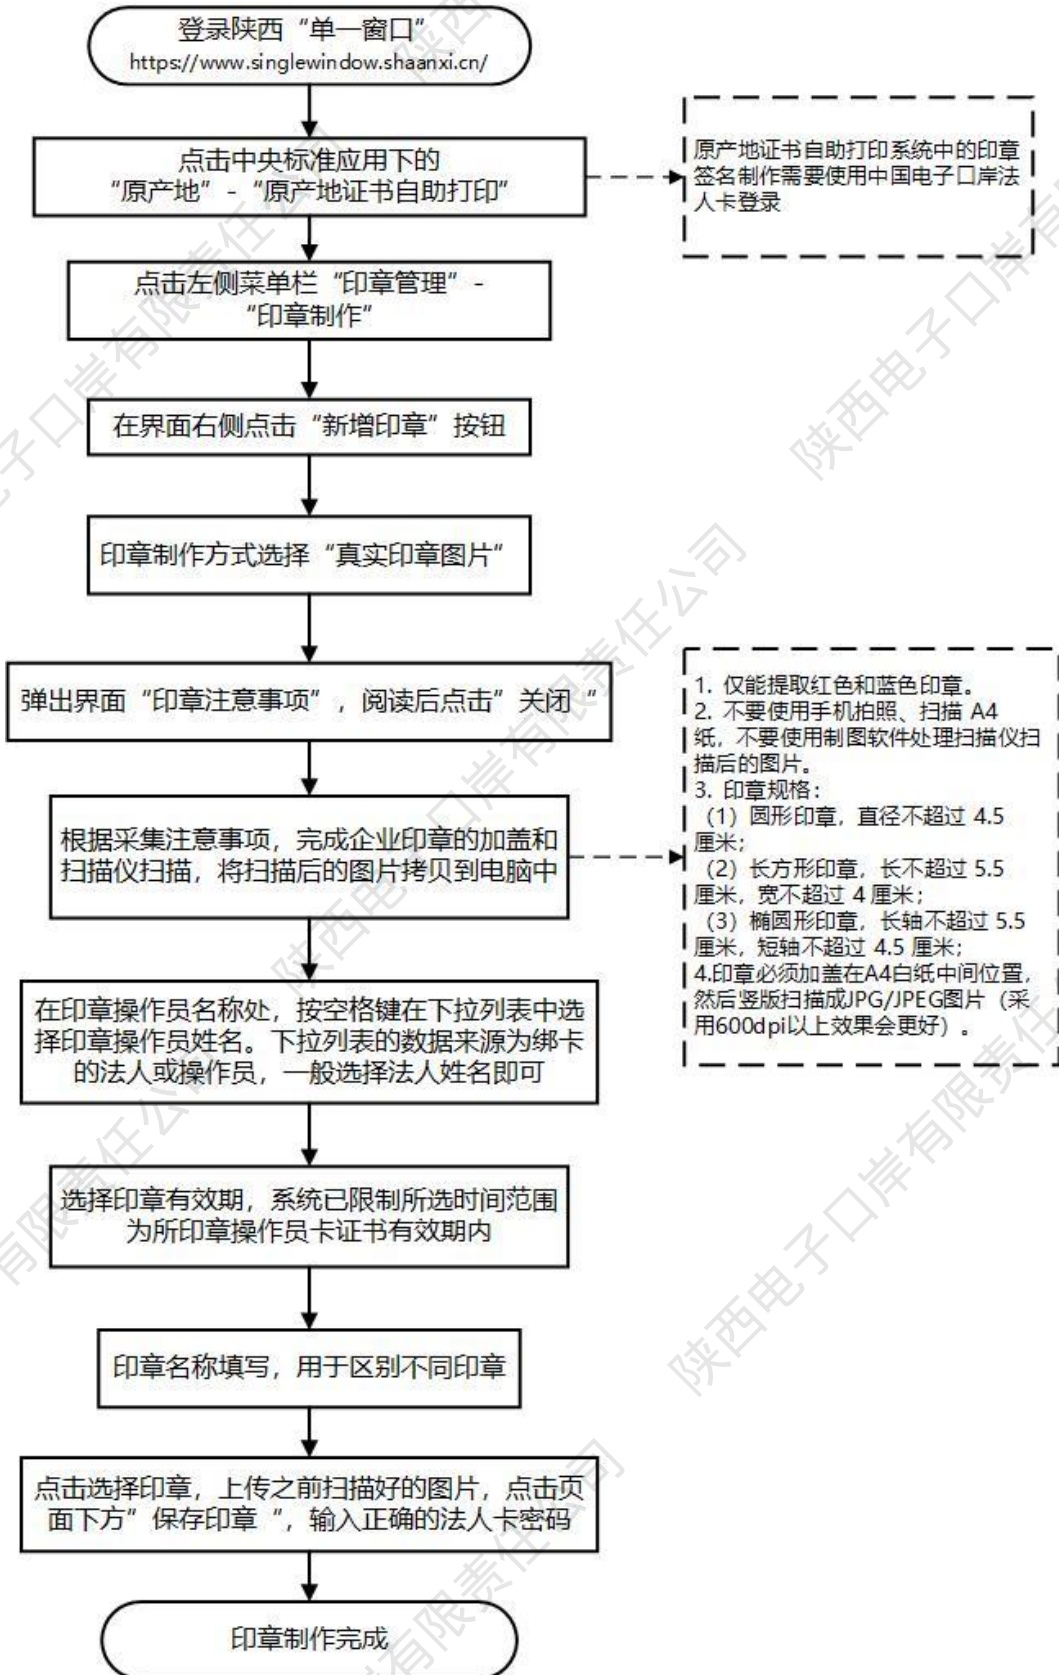 登录陕西“单一窗口”
https://www.singlewindow.shaanxi.cn/
点击中央标准应用下的
“原产地”-“原产地证书自助打印”
原产地证书自助打印系统中的印章
签名制作需要使用中国电子口岸法
人卡登录
点击左侧菜单栏“印章管理”-
“印章制作”
在界面右侧点击“新增印章”按钮
印章制作方式选择“真实印章图片”
弹出界面“印章注意事项”，阅读后点击”关闭“
根据采集注意事项，完成企业印章的加盖和
扫描仪扫描，将扫描后的图片拷贝到电脑中
1. 仅能提取红色和蓝色印章。
2. 不要使用手机拍照、扫描 A4
纸，不要使用制图软件处理扫描仪扫
描后的图片。
3. 印章规格：
（1）圆形印章，直径不超过 4.5
厘米；
（2）长方形印章，长不超过 5.5
厘米，宽不超过 4 厘米；
（3）椭圆形印章，长轴不超过 5.5
厘米，短轴不超过 4.5 厘米；
4.印章必须加盖在A4白纸中间位置，
然后竖版扫描成JPG/JPEG图片（采
用600dpi以上效果会更好）。
在印章操作员名称处，按空格键在下拉列表中选
择印章操作员姓名。下拉列表的数据来源为绑卡
的法人或操作员，一般选择法人姓名即可
选择印章有效期，系统已限制所选时间范围
为所印章操作员卡证书有效期内
印章名称填写，用于区别不同印章
点击选择印章，上传之前扫描好的图片，点击页
面下方”保存印章“，输入正确的法人卡密码
印章制作完成
陕西电子口岸有限责任公司